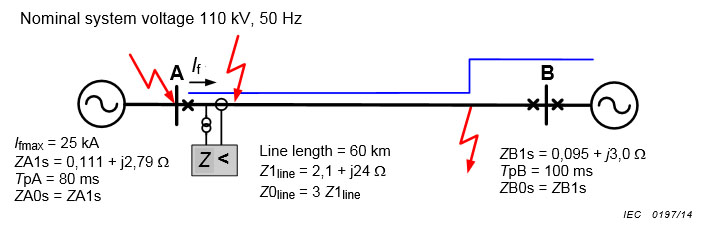 Nominal system voltage 110 kV, 50 Hz
A
If
B
Z <
Ifmax = 25 kA
ZA1s = 0,111 + j2,79 Ω
TpA = 80 ms
ZA0s = ZA1s
Line length = 60 km
Z1line = 2,1 + j24 Ω
Z0line = 3 Z1line
ZB1s = 0,095 + j3,0 Ω
TpB = 100 ms
ZB0s = ZB1s
IEC 0197/14